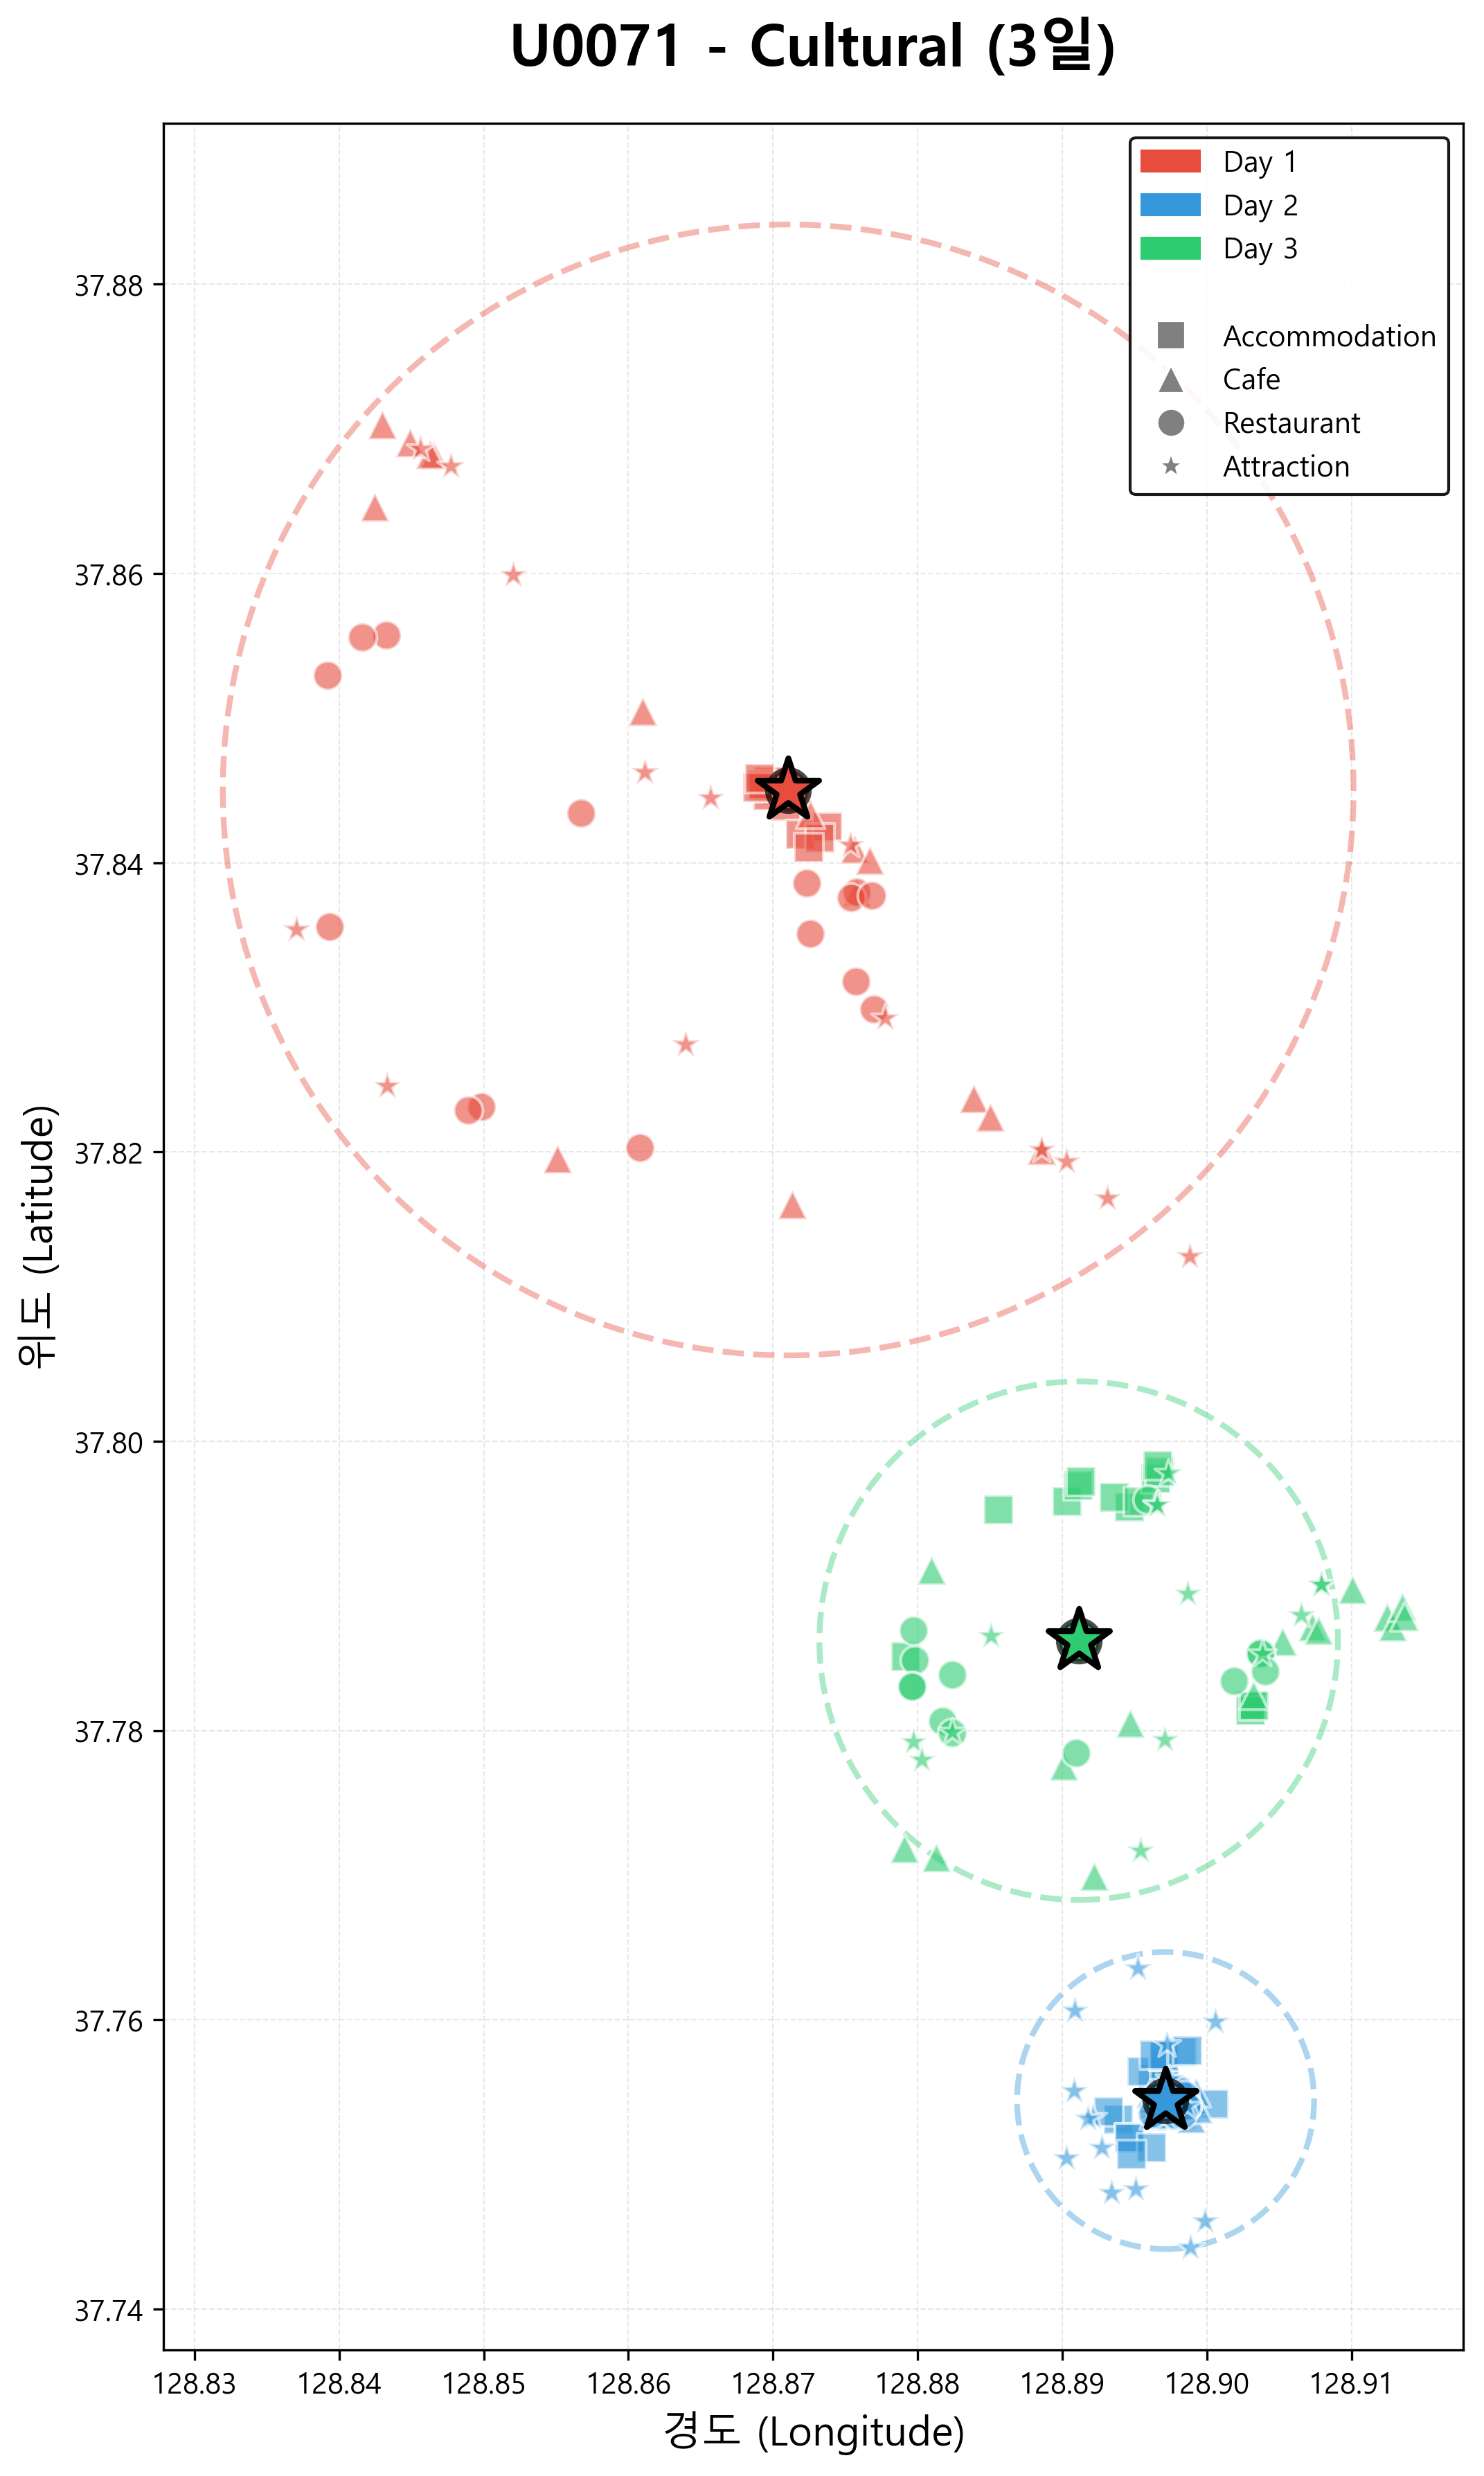 U0071 - Cultural (3일)
Day 1
Day 2
Day 3
Accommodation
Cafe
Restaurant
Attraction
위도 (Latitude)
37.88
37.86
37.84
37.82
37.80
37.78
37.76
37.74
128.83 128.84 128.85 128.86 128.87 128.88 128.89 128.90 128.91
경도 (Longitude)